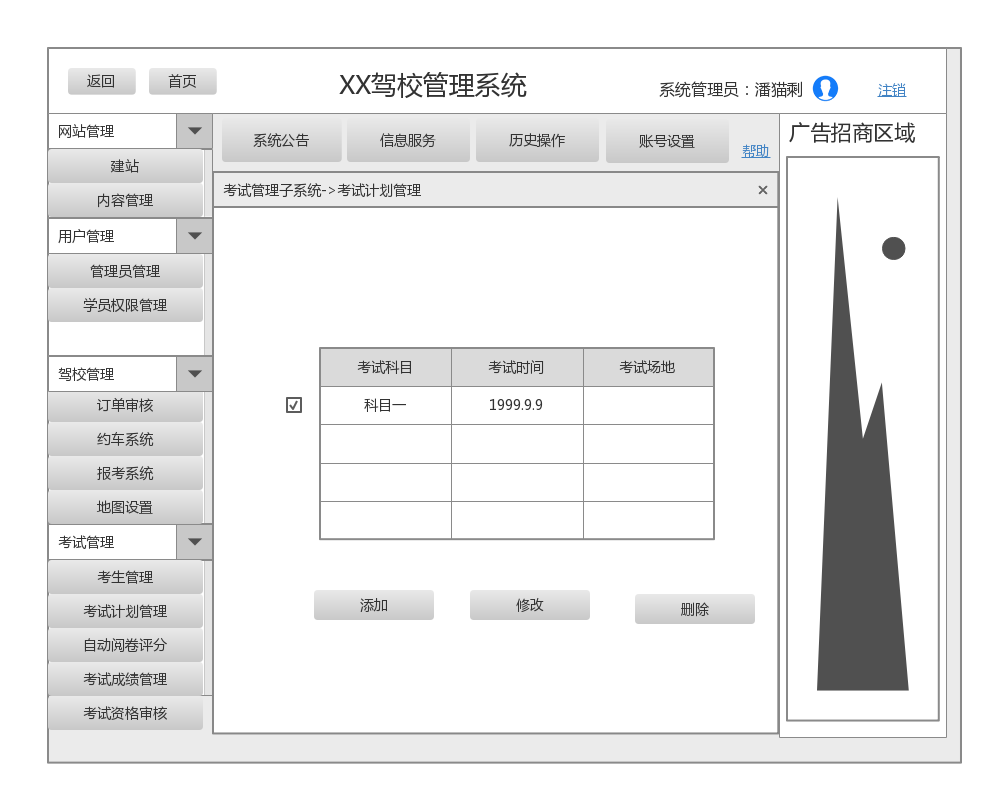 返回
首页
XX驾校管理系统
系统管理员：潘猫剩
注销
网站管理
建站
内容管理
用户管理
管理员管理
学员权限管理
驾校管理
订单审核
约车系统
报考系统
地图设置
考试管理
考生管理
考试计划管理
自动阅卷评分
考试成绩管理
考试资格审核
系统公告
信息服务
历史操作
账号设置
帮助
考试管理子系统->考试计划管理
考试科目
考试时间
考试场地
科目一
1999.9.9
添加
修改
删除
广告招商区域